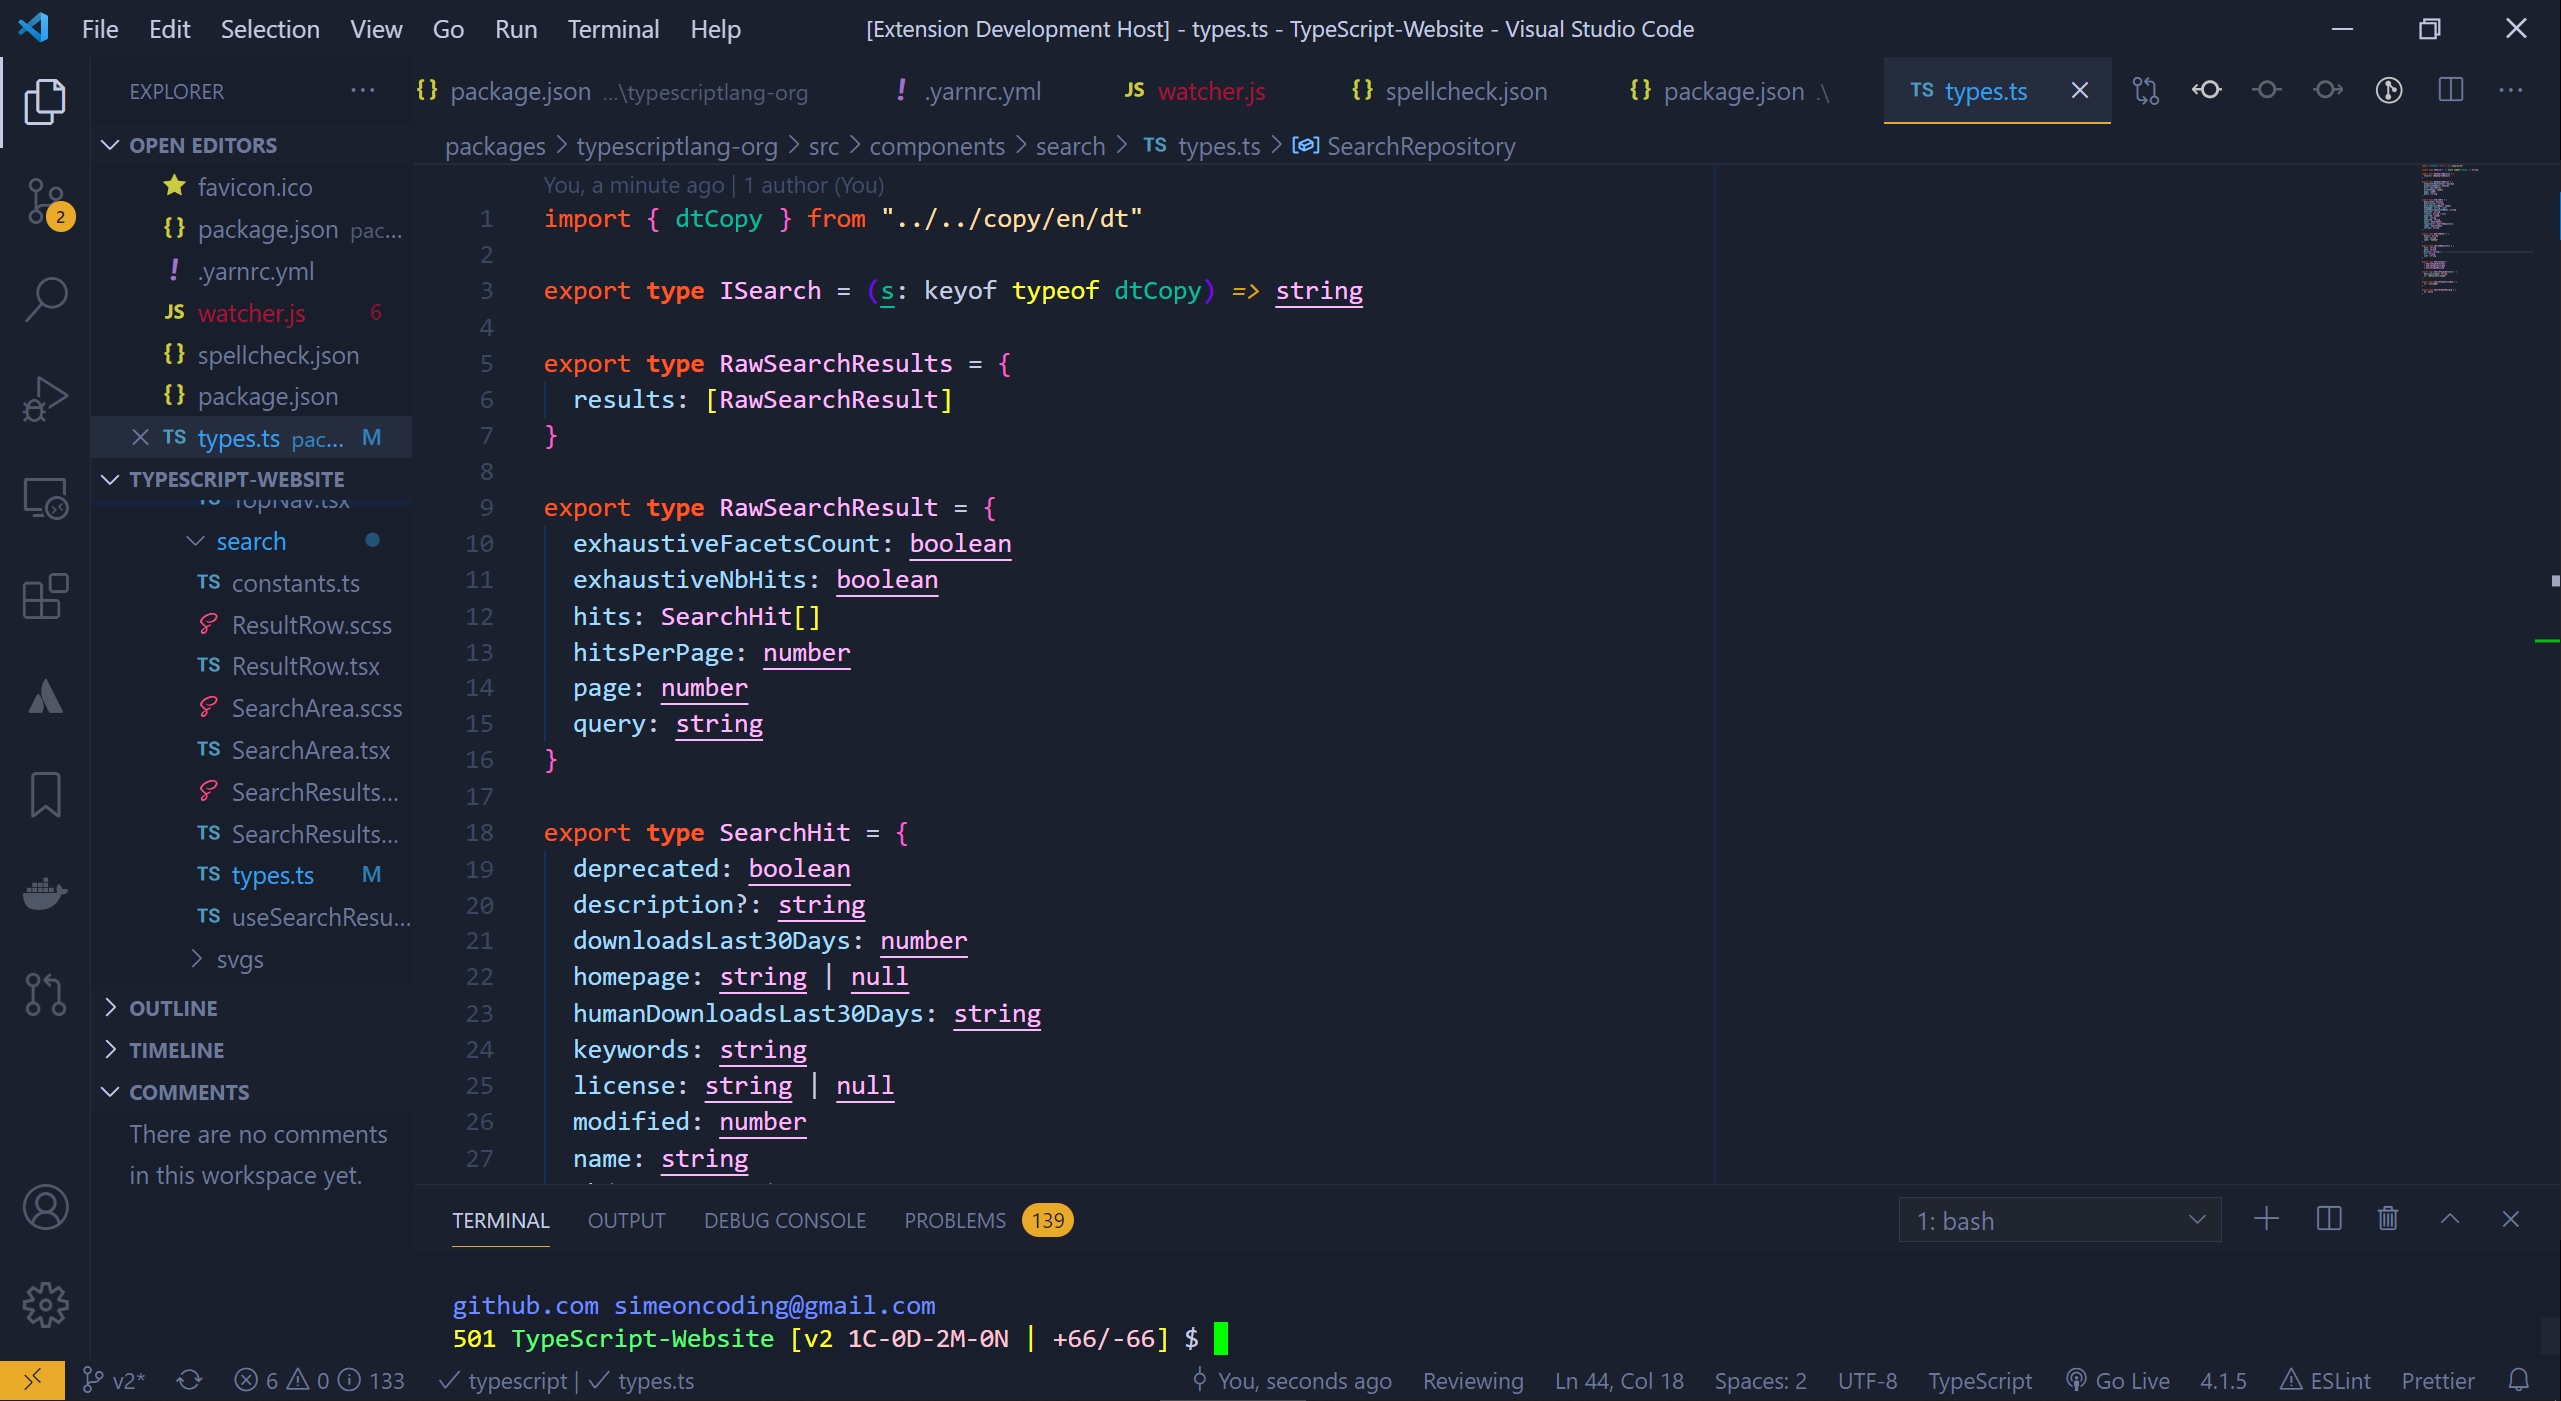 File Edit Selection View Go Run Terminal Help
[Extension Development Host] - types.ts - TypeScript-Website - Visual Studio Code
EXPLORER ...
{} package.json ...\typescriptlang-org
! .yarnrc.yml
JS watcher.js
{} spellcheck.json
{} package.json .\
TS types.ts
OPEN EDITORS
favicon.ico
{} package.json pac...
! .yarnrc.yml
JS watcher.js 6
{} spellcheck.json
{} package.json
TS types.ts pac... M
2
TYPESCRIPT-WEBSITE
TS TopNav.tsx
search
TS constants.ts
ResultRow.scss
TS ResultRow.tsx
SearchArea.scss
TS SearchArea.tsx
SearchResults...
TS SearchResults...
TS types.ts M
TS useSearchResu...
svgs
OUTLINE
TIMELINE
COMMENTS
There are no comments
in this workspace yet.
packages > typescriptlang-org > src > components > search > TS types.ts > SearchRepository
You, a minute ago | 1 author (You)
1 import { dtCopy } from "../../copy/en/dt"
2
3 export type ISearch = (s: keyof typeof dtCopy) => string
4
5 export type RawSearchResults = {
6 results: [RawSearchResult]
7 }
8
9 export type RawSearchResult = {
10 exhaustiveFacetsCount: boolean
11 exhaustiveNbHits: boolean
12 hits: SearchHit[]
13 hitsPerPage: number
14 page: number
15 query: string
16 }
17
18 export type SearchHit = {
19 deprecated: boolean
20 description?: string
21 downloadsLast30Days: number
22 homepage: string | null
23 humanDownloadsLast30Days: string
24 keywords: string
25 license: string | null
26 modified: number
27 name: string
TERMINAL OUTPUT DEBUG CONSOLE PROBLEMS 139
1: bash
github.com simeoncoding@gmail.com
501 TypeScript-Website [v2 1C-0D-2M-0N | +66/-66] $
v2* 6 0 133 typescript | types.ts
You, seconds ago Reviewing Ln 44, Col 18 Spaces: 2 UTF-8 TypeScript Go Live 4.1.5 ESLint Prettier